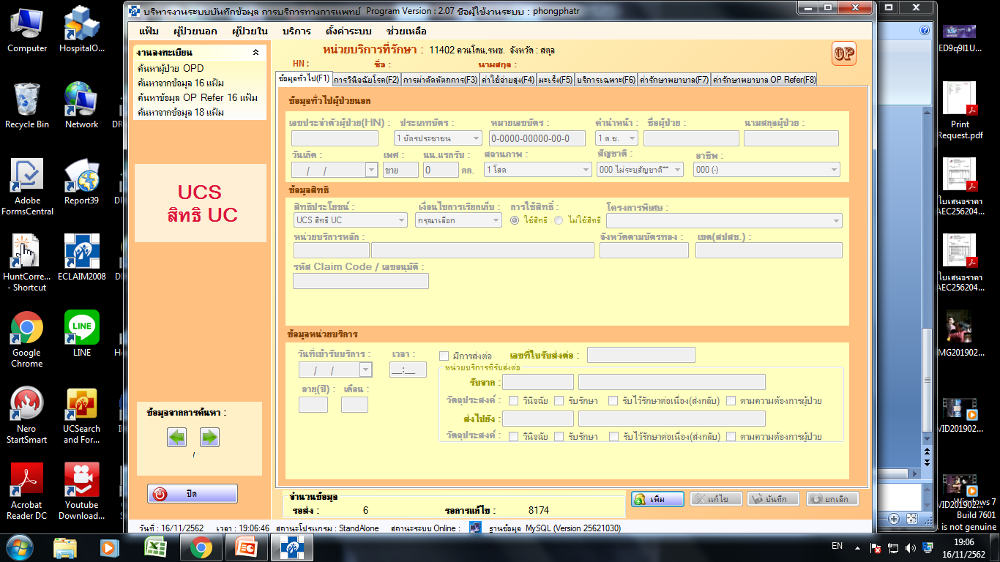 บริหารงานระบบบันทึกข้อมูล การบริการทางการแพทย์ Program Version : 2.07 ชื่อผู้ใช้งานระบบ : phongphatr
แฟ้ม ผู้ป่วยนอก ผู้ป่วยใน บริการ ตั้งค่าระบบ ช่วยเหลือ
งานลงทะเบียน
ค้นหาผู้ป่วย OPD
ค้นหาจากข้อมูล 16 แฟ้ม
ค้นหาข้อมูล OP Refer 16 แฟ้ม
ค้นหาจากข้อมูล 18 แฟ้ม
UCS
สิทธิ UC
ข้อมูลจากการค้นหา :
/
ปิด
หน่วยบริการที่รักษา : 11402 ควนโดน,รพช. จังหวัด : สตูล
HN : ชื่อ : นามสกุล :
OP
ข้อมูลทั่วไป(F1) การวินิจฉัยโรค(F2) การผ่าตัดหัตถการ(F3) ค่าใช้จ่ายสูง(F4) มะเร็ง(F5) บริการเฉพาะ(F6) ค่ารักษาพยาบาล(F7) ค่ารักษาพยาบาล OP Refer(F8)
ข้อมูลทั่วไปผู้ป่วยนอก
เลขประจำตัวผู้ป่วย(HN) : ประเภทบัตร : หมายเลขบัตร : คำนำหน้า : ชื่อผู้ป่วย : นามสกุลผู้ป่วย :
1 บัตรประชาชน 0-0000-00000-00-0 1 ด.ช.
วันเกิด : เพศ : นน.แรกรับ : สถานภาพ : สัญชาติ : อาชีพ :
/ / ชาย 0 กก. 1 โสด 000 ไม่ระบุสัญชาติ** 000 (-)
ข้อมูลสิทธิ
สิทธิประโยชน์ : เงื่อนไขการเรียกเก็บ : การใช้สิทธิ์ : โครงการพิเศษ :
UCS สิทธิ UC กรุณาเลือก ใช้สิทธิ ไม่ใช้สิทธิ
หน่วยบริการหลัก : จังหวัดตามบัตรทอง : เขต(สปสช.) :
รหัส Claim Code / เลขอนุมัติ :
ข้อมูลหน่วยบริการ
วันที่เข้ารับบริการ : เวลา : มีการส่งต่อ เลขที่ใบรับส่งต่อ :
/ / __:__
หน่วยบริการที่รับส่งต่อ
อายุ(ปี) : เดือน : รับจาก :
วัตถุประสงค์ : วินิจฉัย รับรักษา รับไว้รักษาต่อเนื่อง(ส่งกลับ) ตามความต้องการผู้ป่วย
ส่งไปยัง :
วัตถุประสงค์ : วินิจฉัย รับรักษา รับไว้รักษาต่อเนื่อง(ส่งกลับ) ตามความต้องการผู้ป่วย
จำนวนข้อมูล
รอส่ง : 6 รอการแก้ไข : 8174
เพิ่ม แก้ไข บันทึก ยกเลิก
วันที่ : 16/11/2562 เวลา : 19:06:46 สถานะโปรแกรม : StandAlone สถานะระบบ Online : ฐานข้อมูล MySQL (Version 25621030)
Computer
HospitalO...
Recycle Bin
Network
Adobe
FormsCentral
Report39
HuntCorre...
- Shortcut
ECLAIM2008
Google
Chrome
LINE
Nero
StartSmart
UCSearch
and For...
Acrobat
Reader DC
Youtube
Download...
ED9q9l1U...
Print
Request.pdf
ใบเสนอราคา
AEC256204...
ใบเสนอราคา
AEC256204...
MG201902...
VID201902...
VID201902...
Windows 7
Build 7601
is not genuine
EN
19:06
16/11/2562